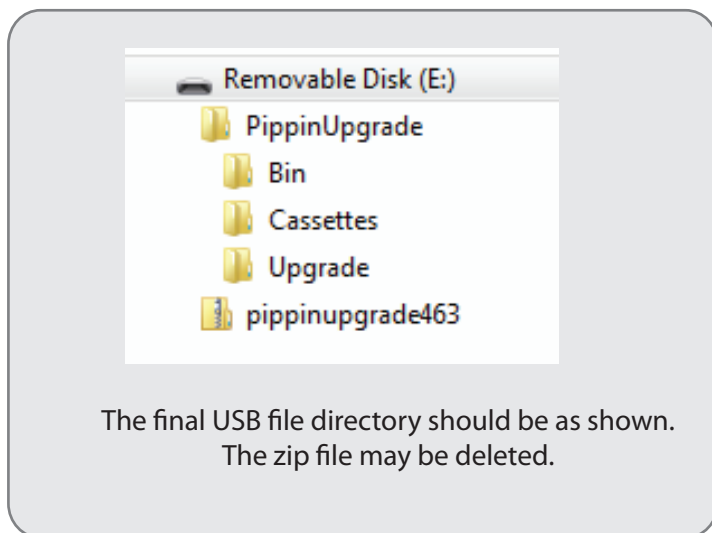 Removable Disk (E:)
PippinUpgrade
Bin
Cassettes
Upgrade
pippinupgrade463
The final USB file directory should be as shown.
The zip file may be deleted.